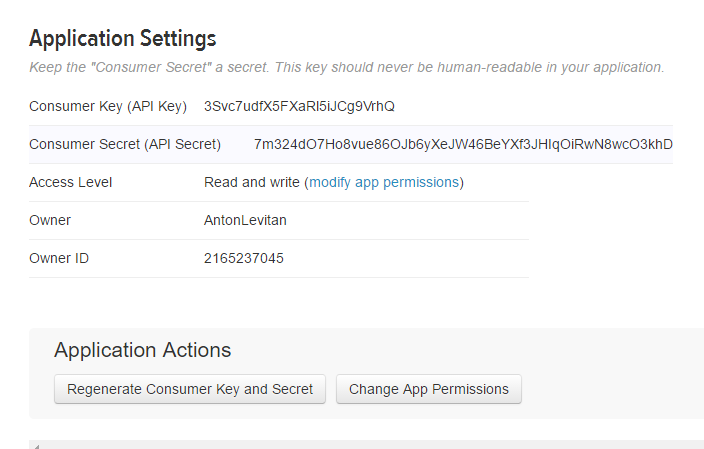 Application Settings
Keep the "Consumer Secret" a secret. This key should never be human-readable in your application.
Consumer Key (API Key)
Consumer Secret (API Secret)
Access Level Read and write (modify app permissions)
Owner AntonLevitan
Owner ID 2165237045
Application Actions
Regenerate Consumer Key and Secret Change App Permissions